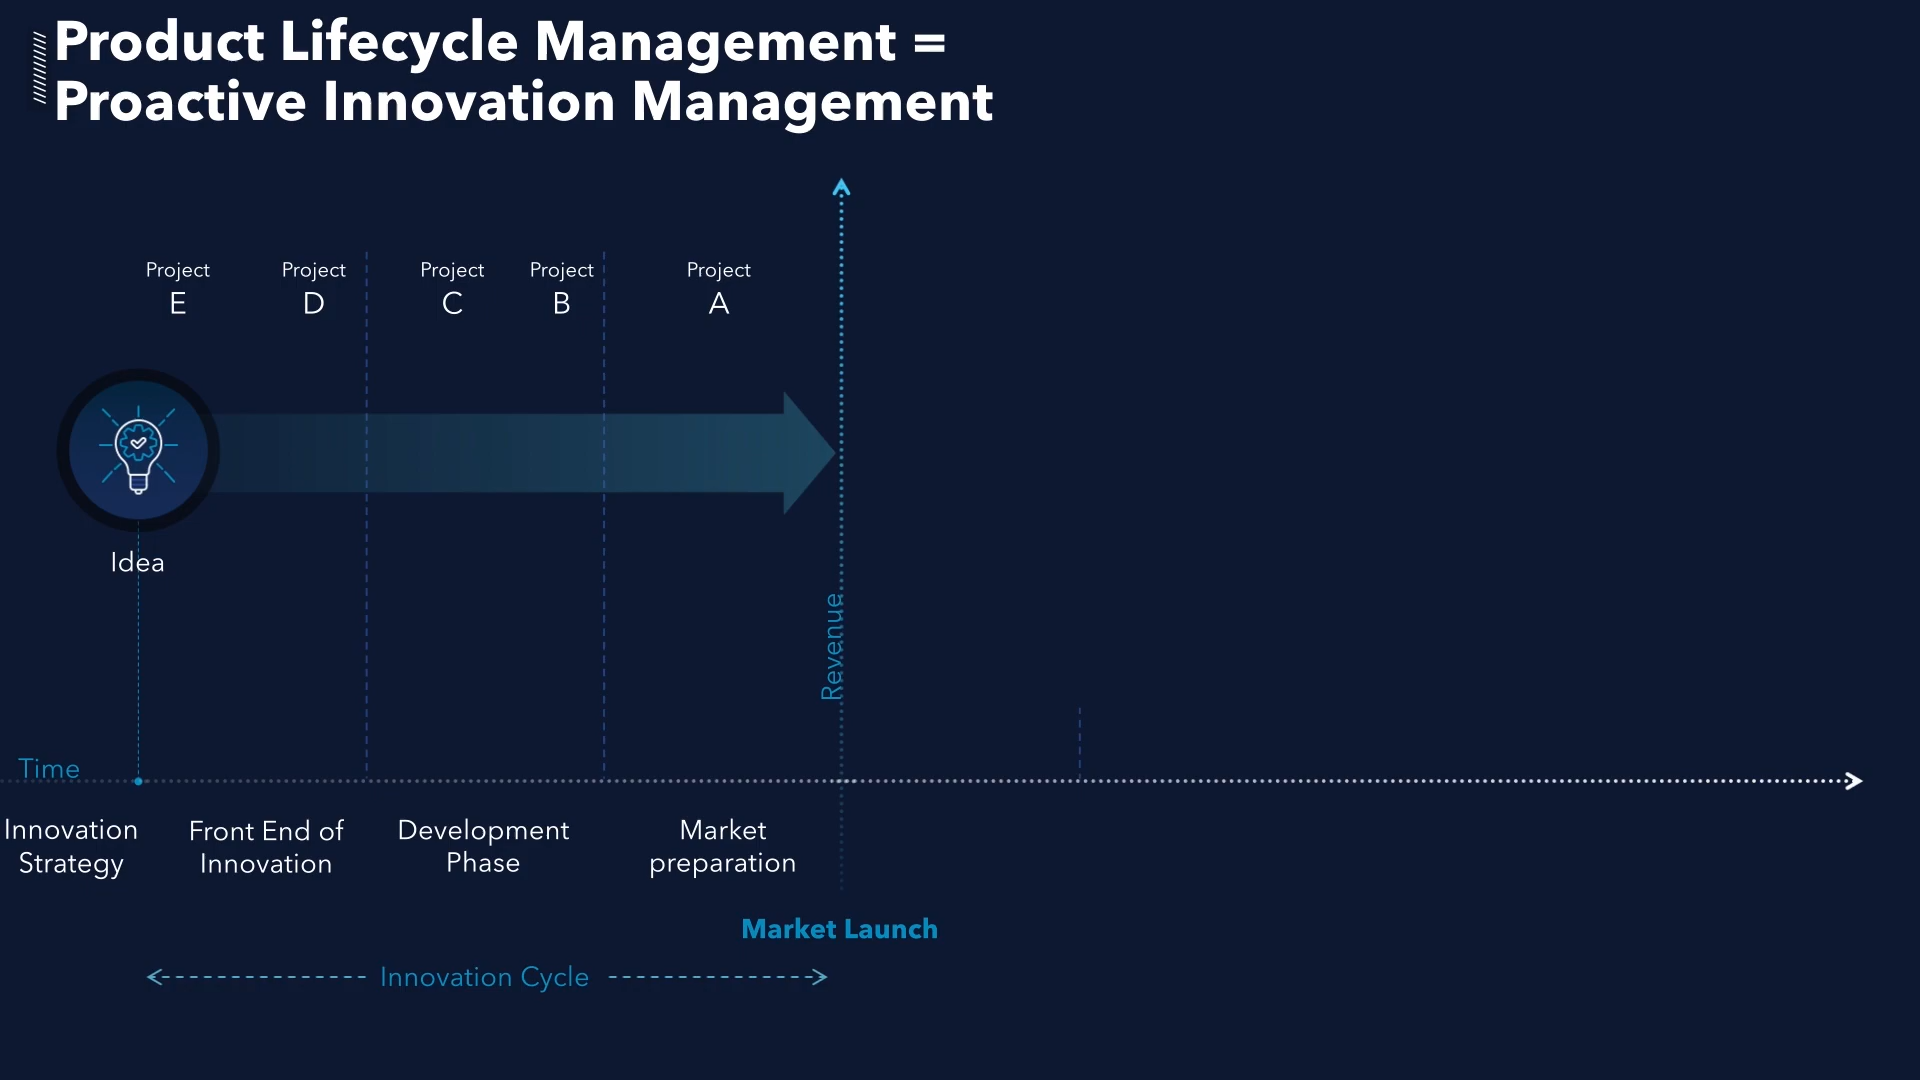 Product Lifecycle Management =
Proactive Innovation Management
Project
E
Project
D
Project
C
Project
B
Project
A
Idea
Revenue
Time
Innovation
Strategy
Front End of
Innovation
Development
Phase
Market
preparation
Market Launch
Innovation Cycle